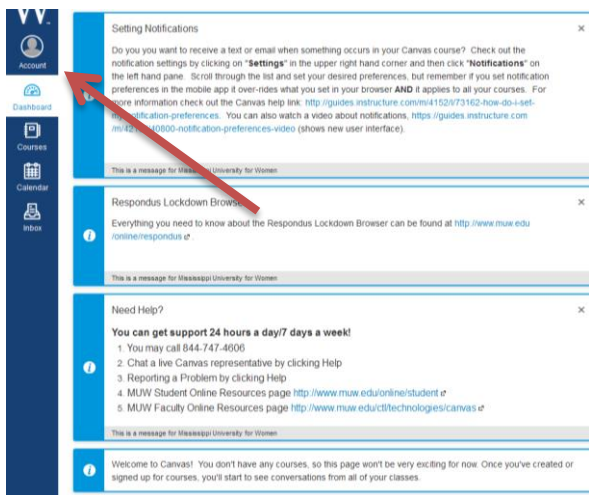 W
Account
Dashboard
Courses
Calendar
Inbox
Setting Notifications
Do you you want to receive a text or email when something occurs in your Canvas course? Check out the
notification settings by clicking on "Settings" in the upper right hand corner and then click "Notifications" on
the left hand pane. Scroll through the list and set your desired preferences, but remember if you set notification
preferences in the mobile app it over-rides what you set in your browser AND it applies to all your courses. For
more information check out the Canvas help link: http://guides.instructure.com/m/4152/l/73162-how-do-i-set-
notification-preferences. You can also watch a video about notifications, https://guides.instructure.com
-notification-preferences-video (shows new user interface).
This is a message for Mississippi University for Women
Respondus Lockdown Browser
Everything you need to know about the Respondus Lockdown Browser can be found at http://www.muw.edu
/online/respondus
This is a message for Mississippi University for Women
Need Help?
You can get support 24 hours a day/7 days a week!
1. You may call 844-747-4606
2. Chat a live Canvas representative by clicking Help
3. Reporting a Problem by clicking Help
4. MUW Student Online Resources page http://www.muw.edu/online/student
5. MUW Faculty Online Resources page http://www.muw.edu/ctl/technologies/canvas
This is a message for Mississippi University for Women
Welcome to Canvas! You don't have any courses, so this page won't be very exciting for now. Once you've created or
signed up for courses, you'll start to see conversations from all of your classes.